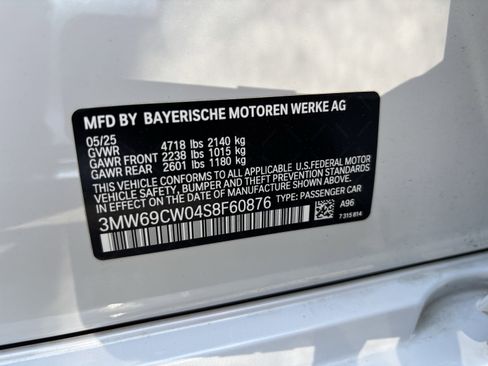 MFD BY BAYERISCHE MOTOREN WERKE AG
05/25
GVWR 4718 lbs 2140 kg
GAWR FRONT 2238 lbs 1015 kg
GAWR REAR 2601 lbs 1180 kg
THIS VEHICLE CONFORMS TO ALL APPLICABLE U.S.FEDERAL MOTOR
VEHICLE SAFETY, BUMPER AND THEFT PREVENTION STANDARDS
IN EFFECT ON THE DATE OF MANUFACTURE SHOWN ABOVE.
3MW69CW04S8F60876 TYPE: PASSENGER CAR
A96
7 315 814